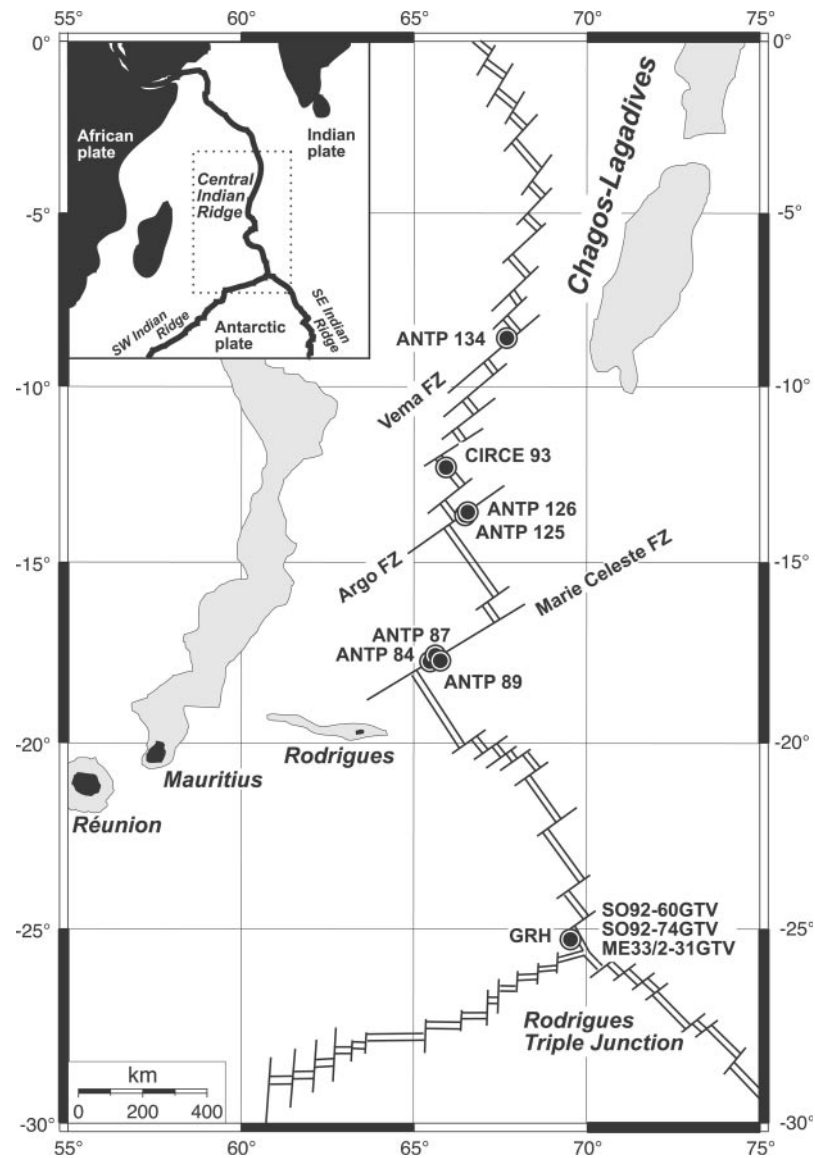 55°
60°
65°
70°
75°
0°
0°
African
plate
Indian
plate
Central
Indian
Ridge
SW Indian
Ridge
Antarctic
plate
SE Indian
Ridge
Chagos-Lagadives
-5°
-5°
ANTP 134
Vema FZ
-10°
-10°
CIRCE 93
ANTP 126
ANTP 125
Argo FZ
Marie Celeste FZ
-15°
-15°
ANTP 87
ANTP 84
ANTP 89
-20°
-20°
Rodrigues
Mauritius
Réunion
SO92-60GTV
GRH
SO92-74GTV
ME33/2-31GTV
-25°
-25°
Rodrigues
Triple Junction
km
0 200 400
-30°
-30°
55°
60°
65°
70°
75°